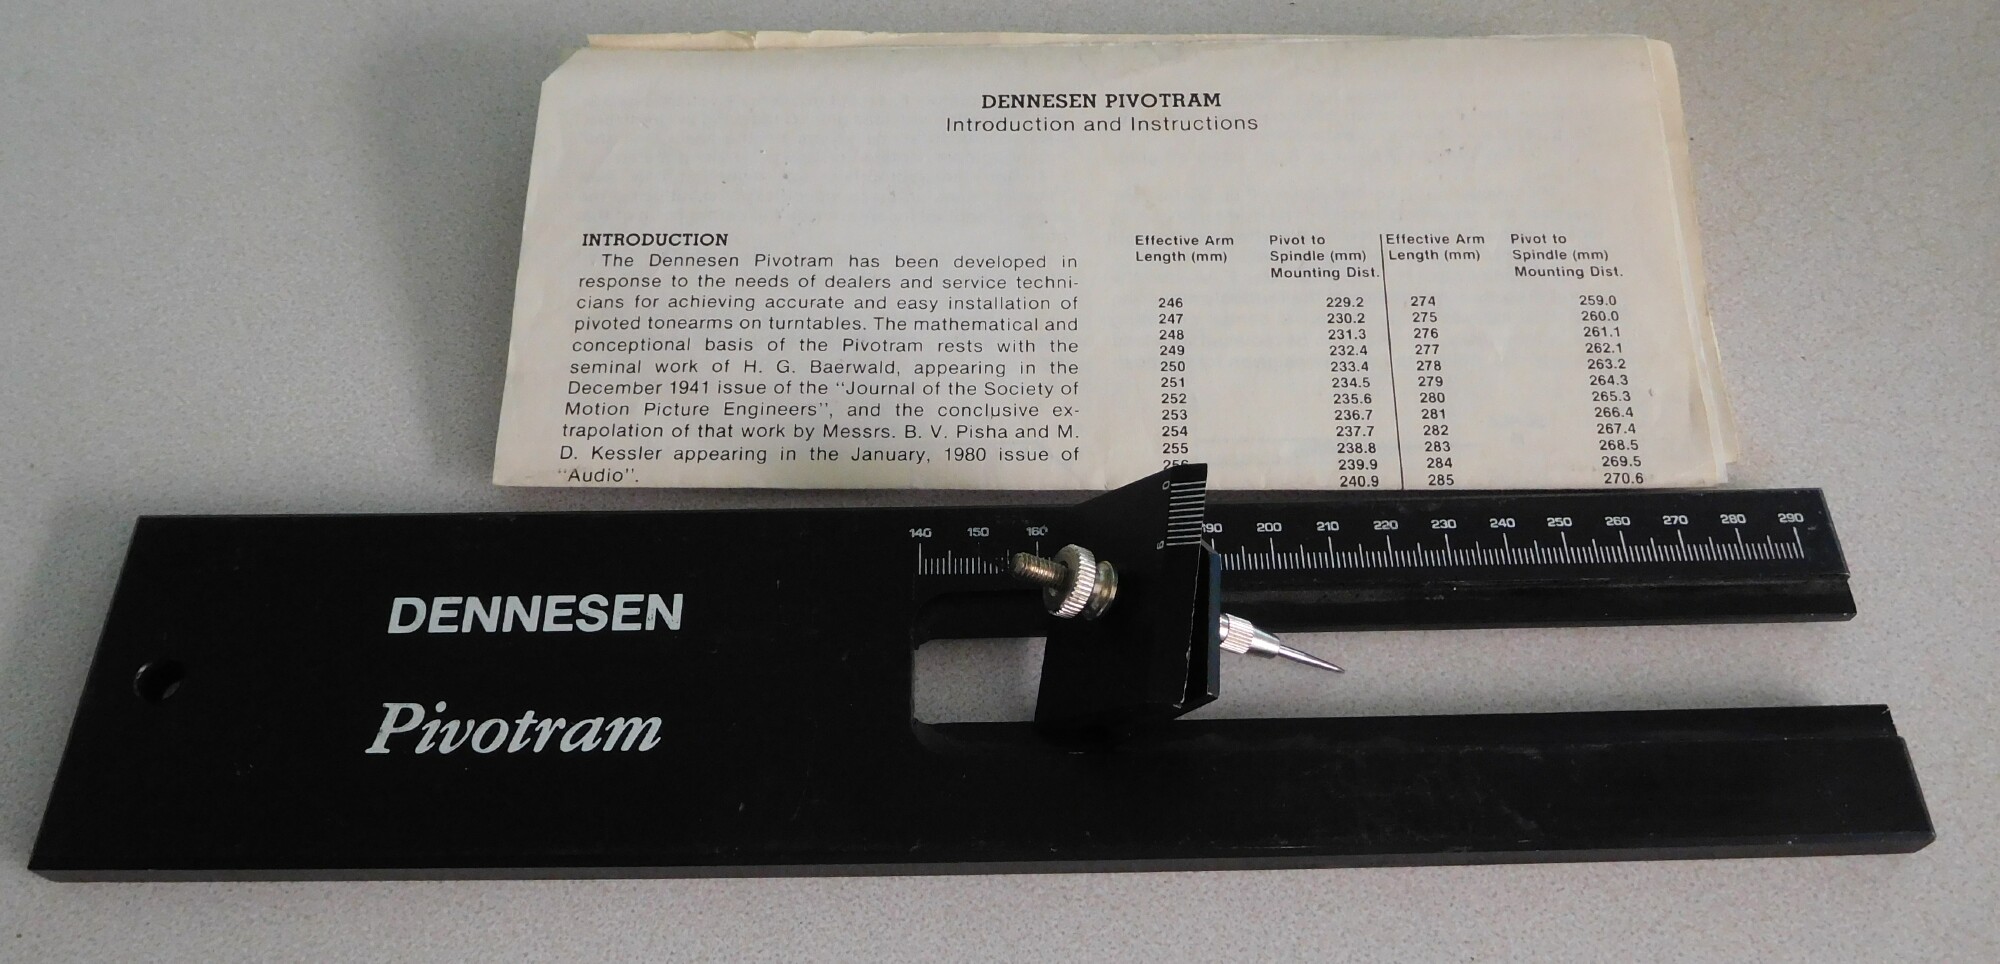 DENNESEN PIVOTRAM
Introduction and Instructions
INTRODUCTION
The Dennesen Pivotram has been developed in
response to the needs of dealers and service techni-
cians for achieving accurate and easy installation of
pivoted tonearms on turntables. The mathematical and
conceptional basis of the Pivotram rests with the
seminal work of H. G. Baerwald, appearing in the
December 1941 issue of the "Journal of the Society of
Motion Picture Engineers", and the conclusive ex-
trapolation of that work by Messrs. B. V. Pisha and M.
D. Kessler appearing in the January, 1980 issue of
"Audio".
Effective Arm Pivot to Effective Arm Pivot to
Length (mm) Spindle (mm) Length (mm) Spindle (mm)
Mounting Dist. Mounting Dist.
246 229.2 274 259.0
247 230.2 275 260.0
248 231.3 276 261.1
249 232.4 277 262.1
250 233.4 278 263.2
251 234.5 279 264.3
252 235.6 280 265.3
253 236.7 281 266.4
254 237.7 282 267.4
255 238.8 283 268.5
256 239.9 284 269.5
240.9 285 270.6
0
9
140 150 160 190 200 210 220 230 240 250 260 270 280 290
DENNESEN
Pivotram